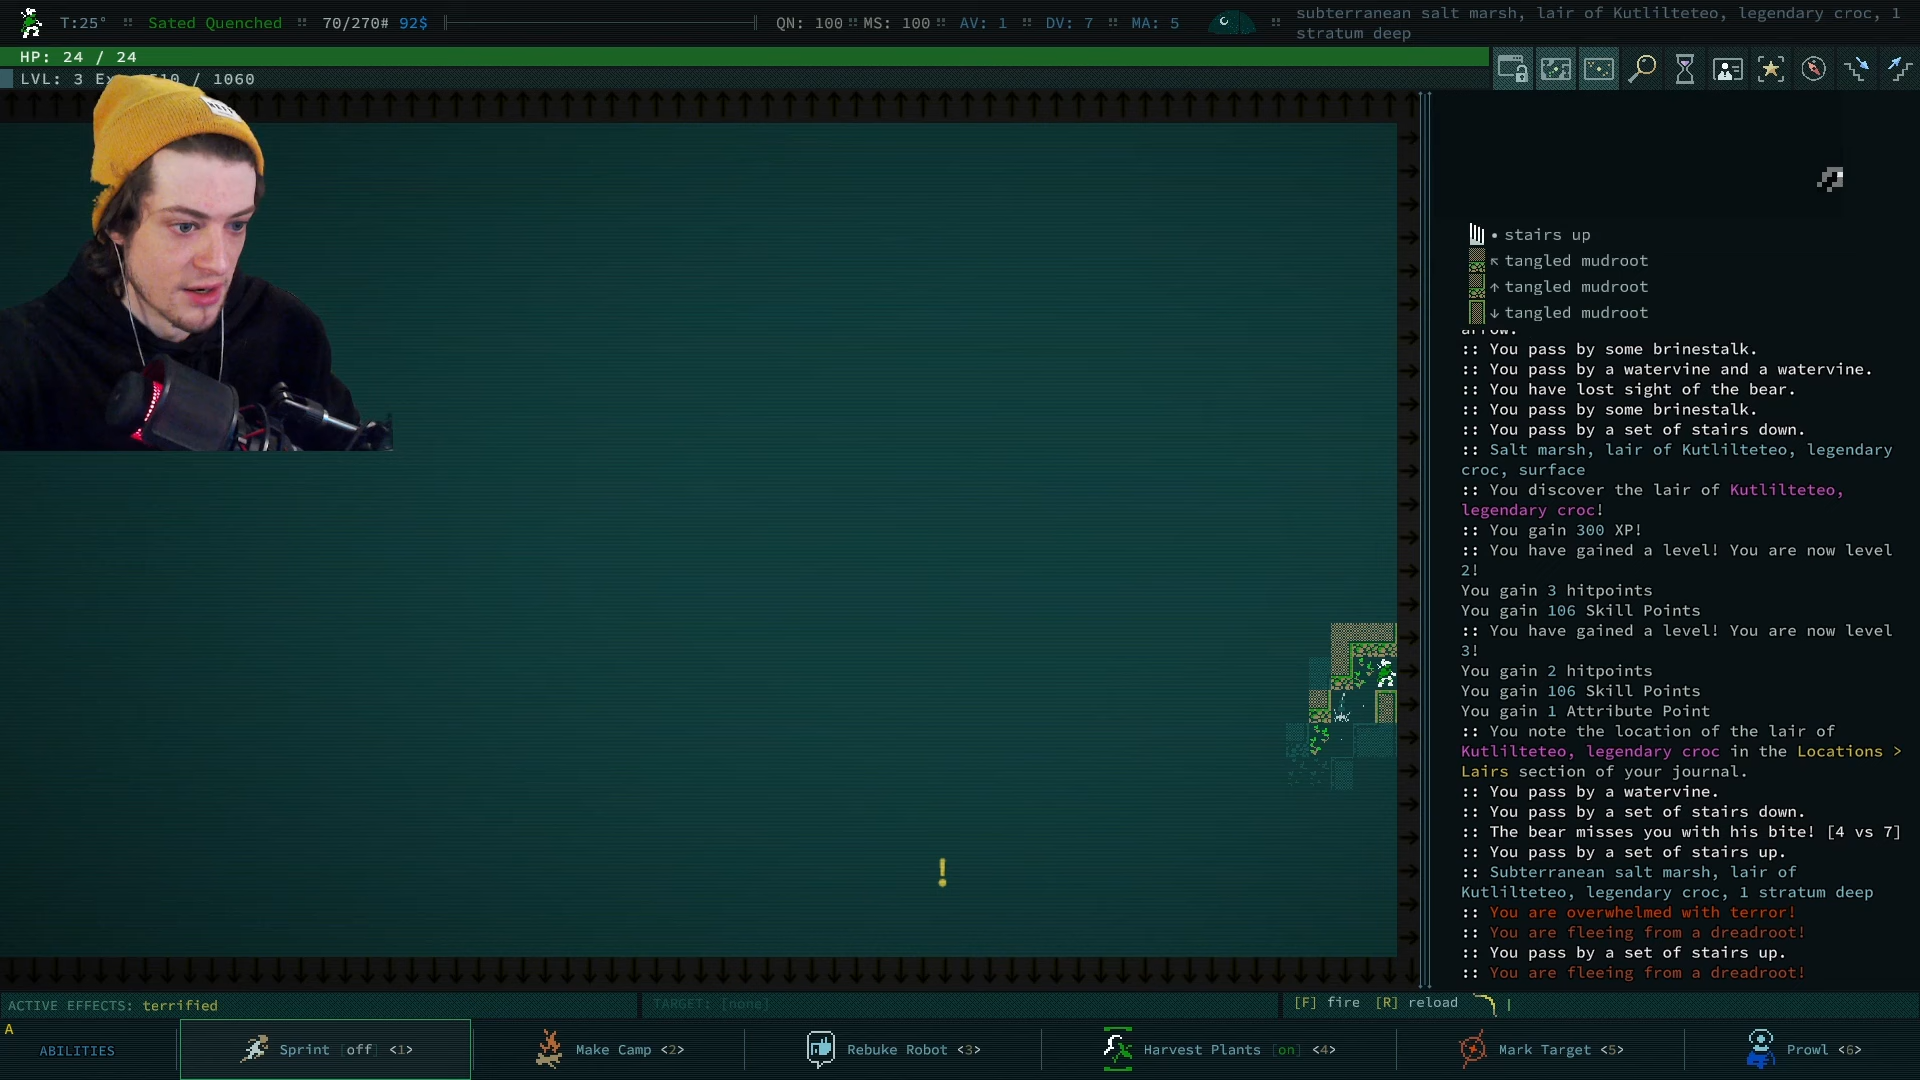 T:25° :: Sated Quenched :: 70/270# 92$
QN: 100 :: MS: 100 :: AV: 1 :: DV: 7 :: MA: 5
:: subterranean salt marsh, lair of Kutlilteteo, legendary croc, 1
stratum deep
HP: 24 / 24
LVL: 3 / 1060
• stairs up
↖ tangled mudroot
↑ tangled mudroot
↓ tangled mudroot
arrow.
:: You pass by some brinestalk.
:: You pass by a watervine and a watervine.
:: You have lost sight of the bear.
:: You pass by some brinestalk.
:: You pass by a set of stairs down.
:: Salt marsh, lair of Kutlilteteo, legendary
croc, surface
:: You discover the lair of Kutlilteteo,
legendary croc!
:: You gain 300 XP!
:: You have gained a level! You are now level
2!
You gain 3 hitpoints
You gain 106 Skill Points
:: You have gained a level! You are now level
3!
You gain 2 hitpoints
You gain 106 Skill Points
You gain 1 Attribute Point
:: You note the location of the lair of
Kutlilteteo, legendary croc in the Locations >
Lairs section of your journal.
:: You pass by a watervine.
:: You pass by a set of stairs down.
:: The bear misses you with his bite! [4 vs 7]
:: You pass by a set of stairs up.
:: Subterranean salt marsh, lair of
Kutlilteteo, legendary croc, 1 stratum deep
:: You are overwhelmed with terror!
:: You are fleeing from a dreadroot!
:: You pass by a set of stairs up.
:: You are fleeing from a dreadroot!
!
ACTIVE EFFECTS: terrified
TARGET: [none]
[F] fire [R] reload
A
ABILITIES
Sprint [off] <1>
Make Camp <2>
Rebuke Robot <3>
Harvest Plants [on] <4>
Mark Target <5>
Prowl <6>